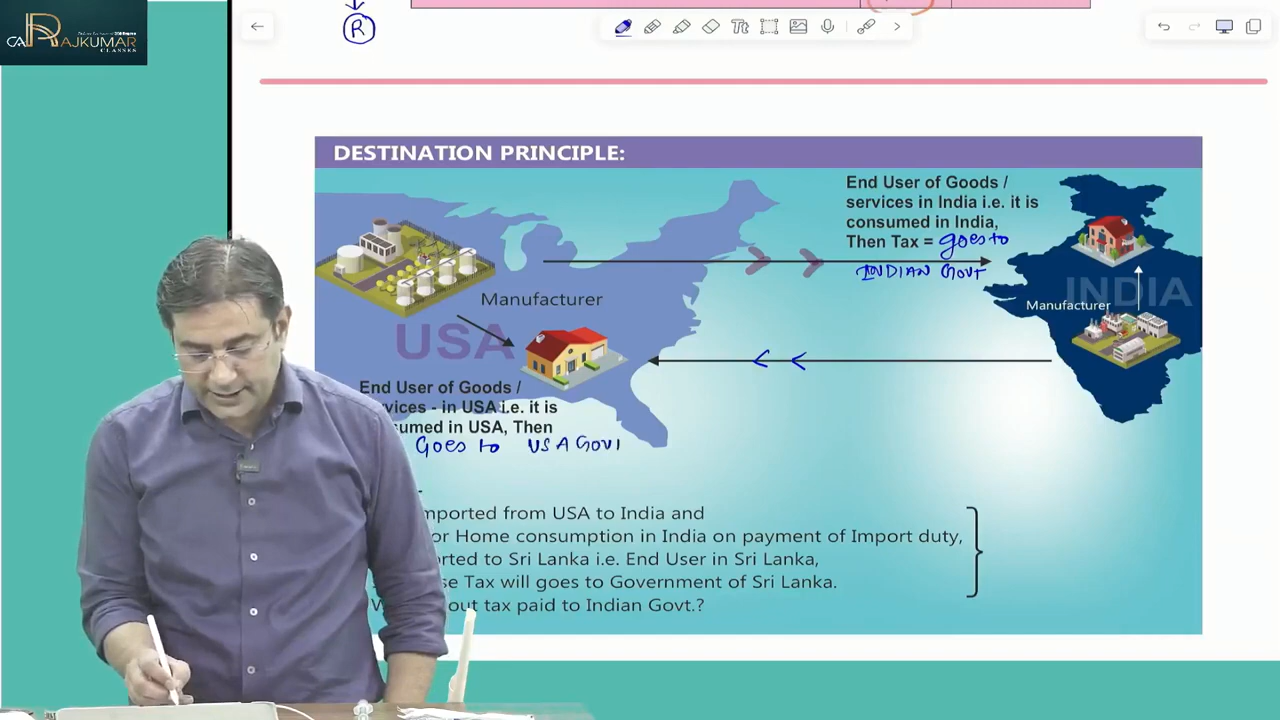 CA RAJKUMAR
CLASSES
R
Tt
DESTINATION PRINCIPLE:
End User of Goods /
services in India i.e. it is
consumed in India,
Then Tax = goes to
INDIAN GOVT
INDIA
Manufacturer
Manufacturer
USA
End User of Goods /
vices - in USA i.e. it is
umed in USA, Then
Goes to USA Govt
mported from USA to India and
or Home consumption in India on payment of Import duty,
orted to Sri Lanka i.e. End User in Sri Lanka,
se Tax will goes to Government of Sri Lanka.
out tax paid to Indian Govt.?